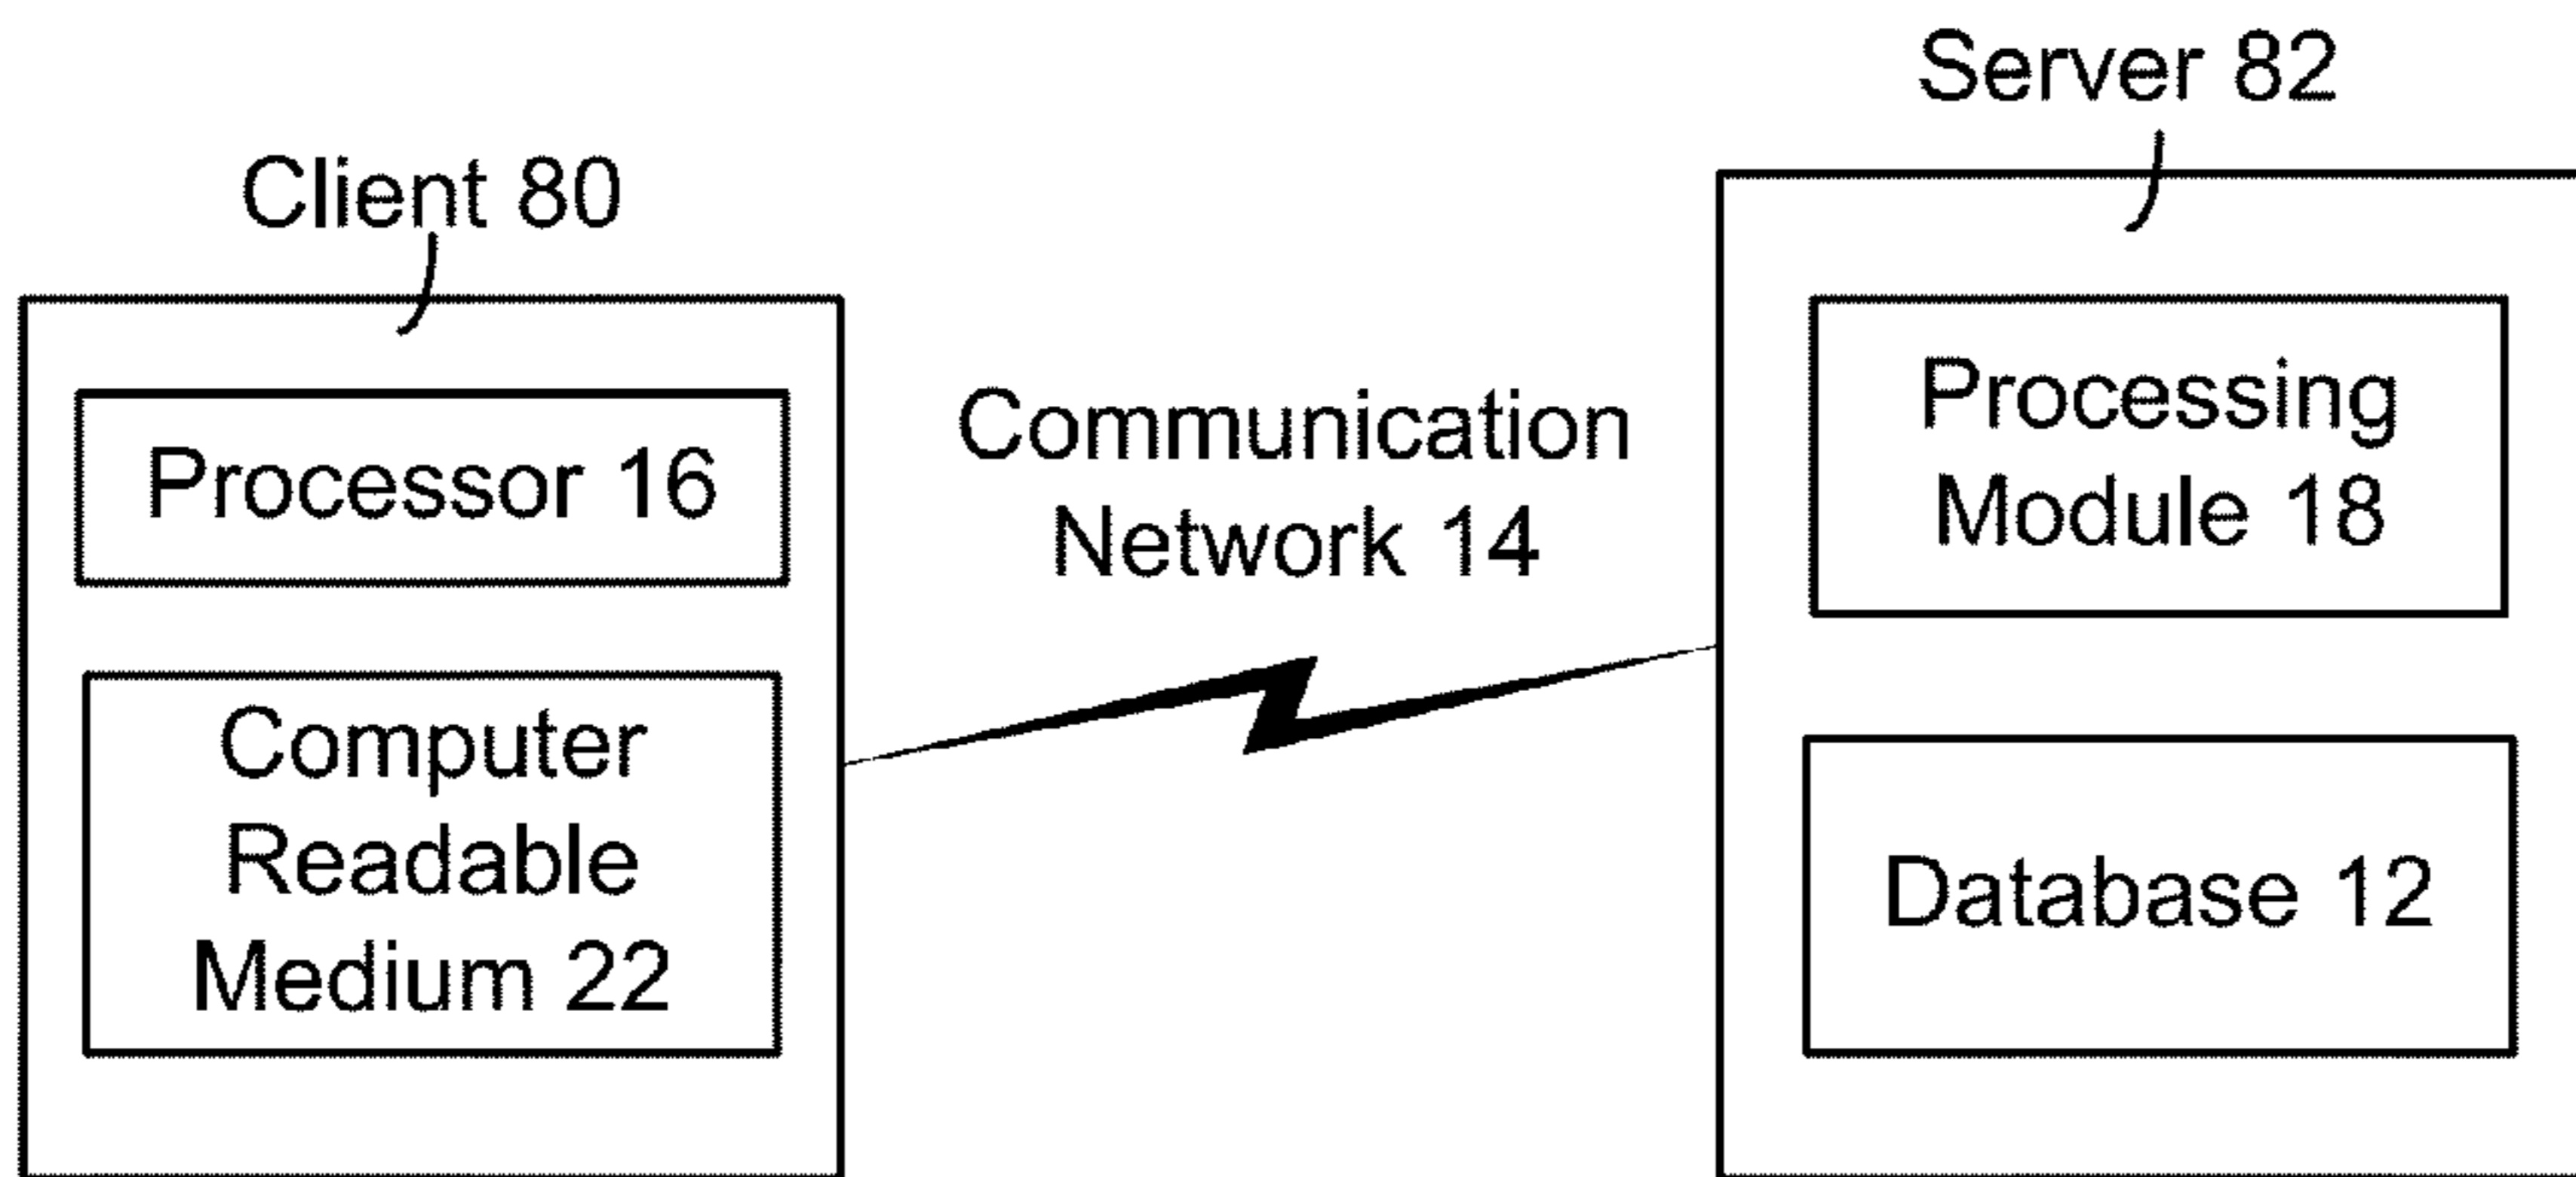 Client 80
Processor 16
Computer
Readable
Medium 22
Communication
Network 14
Server 82
Processing
Module 18
Database 12